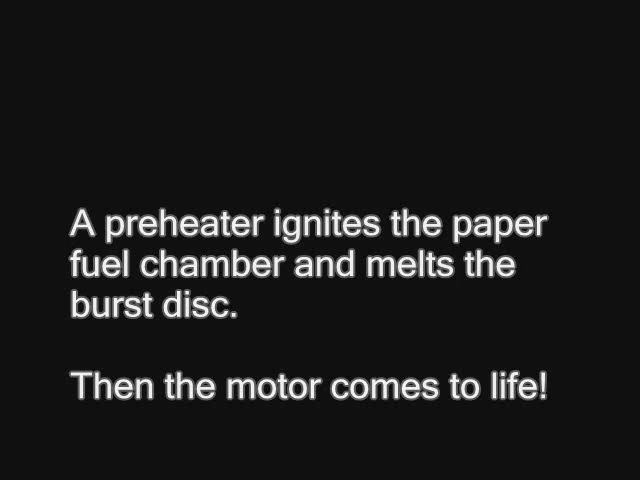 A preheater ignites the paper
fuel chamber and melts the
burst disc.
Then the motor comes to life!